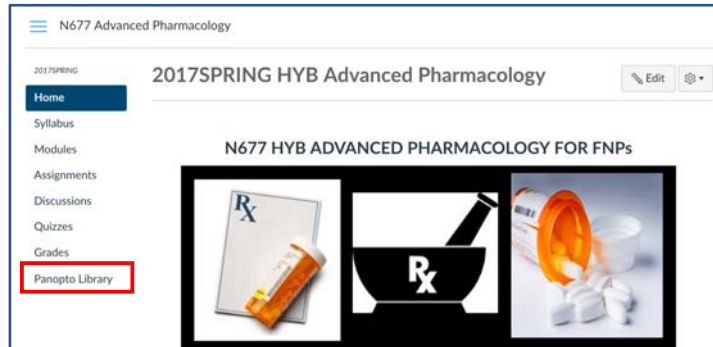 N677 Advanced Pharmacology
2017SPRING
Home
Syllabus
Modules
Assignments
Discussions
Quizzes
Grades
Panopto Library
2017SPRING HYB Advanced Pharmacology
Edit
N677 HYB ADVANCED PHARMACOLOGY FOR FNPs
Rx
Rx